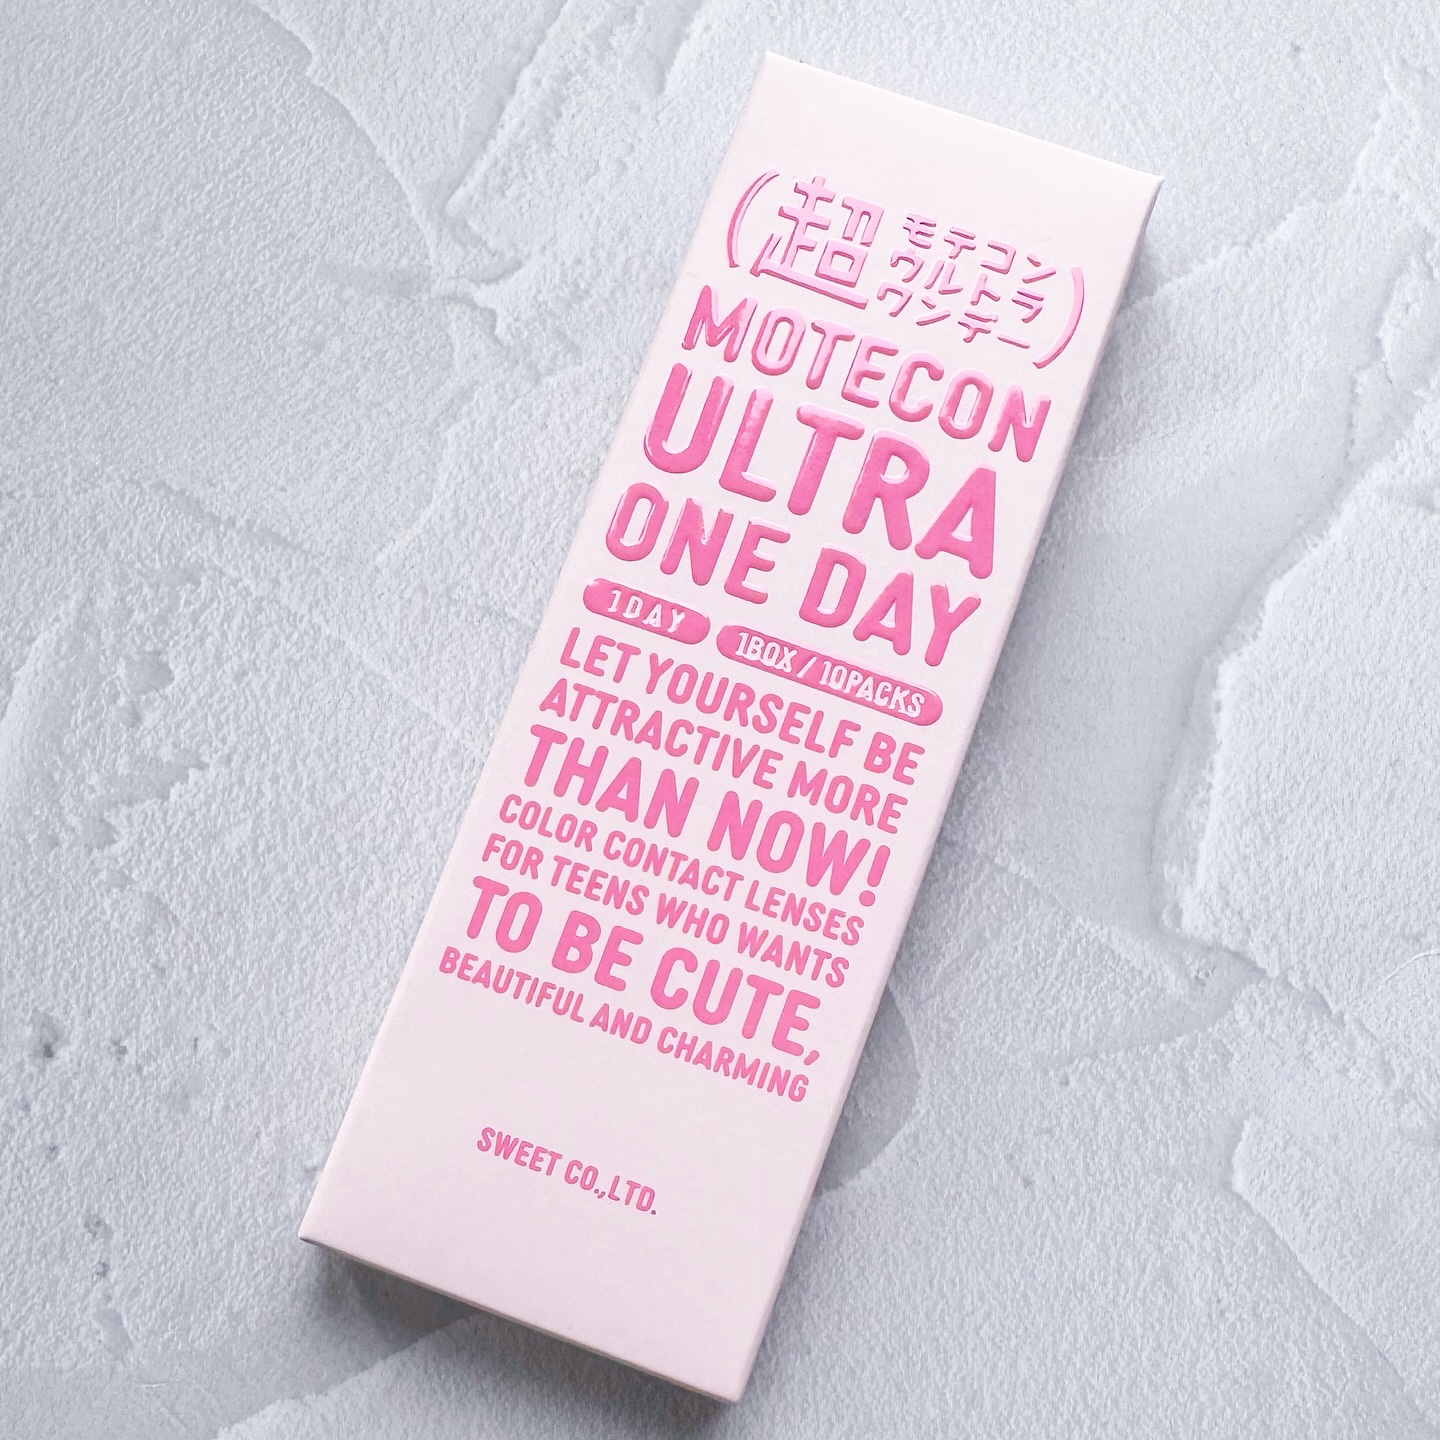 (超 モテコン
ウルトラ
ワンデー)
MOTECON
ULTRA
ONE DAY
1DAY 1BOX / 10PACKS
LET YOURSELF BE
ATTRACTIVE MORE
THAN NOW!
COLOR CONTACT LENSES
FOR TEENS WHO WANTS
TO BE CUTE,
BEAUTIFUL AND CHARMING
SWEET CO.,LTD.